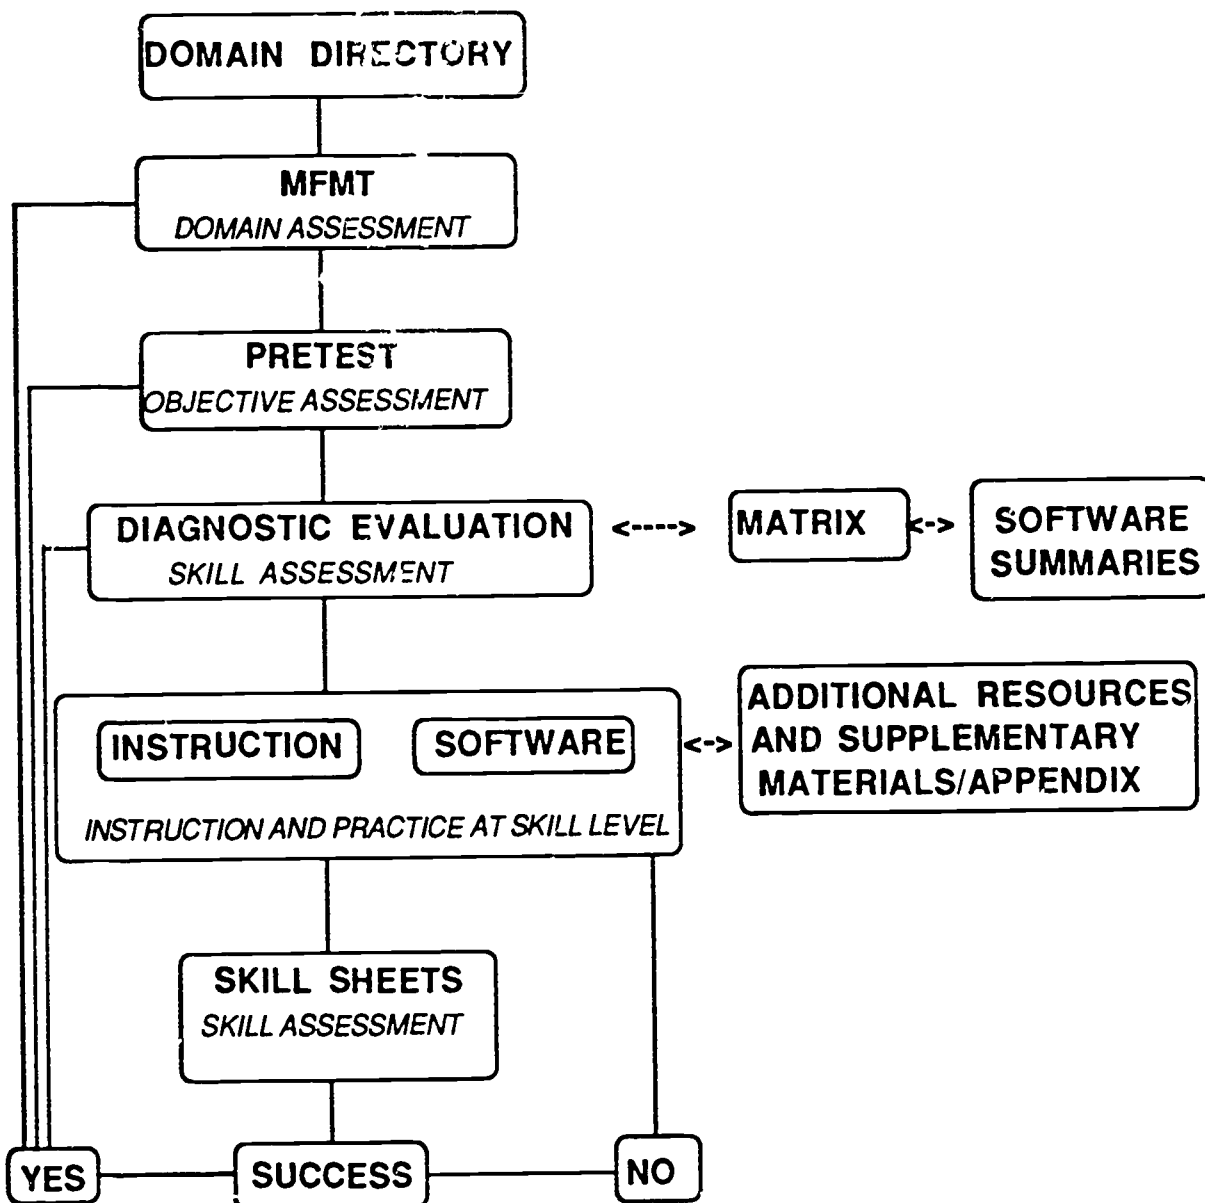 DOMAIN DIRECTORY
MFMT
DOMAIN ASSESSMENT
PRETEST
OBJECTIVE ASSESSMENT
DIAGNOSTIC EVALUATION
SKILL ASSESSMENT
<---->
MATRIX
<->
SOFTWARE
SUMMARIES
INSTRUCTION
SOFTWARE
INSTRUCTION AND PRACTICE AT SKILL LEVEL
<->
ADDITIONAL RESOURCES
AND SUPPLEMENTARY
MATERIALS/APPENDIX
SKILL SHEETS
SKILL ASSESSMENT
YES
SUCCESS
NO